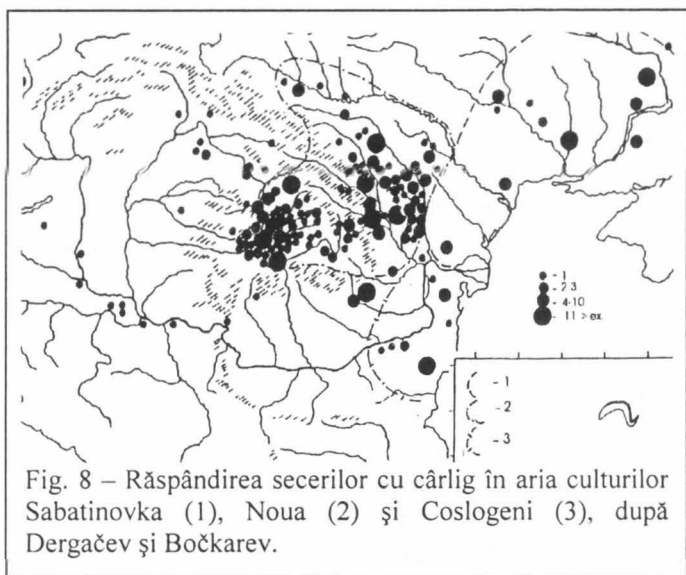 - 1
- 2-3
- 4-10
- 11 > ex.
- 1
- 2
- 3
Fig. 8 – Răspândirea secerilor cu cârlig în aria culturilor
Sabatinovka (1), Noua (2) şi Coslogeni (3), după
Dergačev şi Bočkarev.